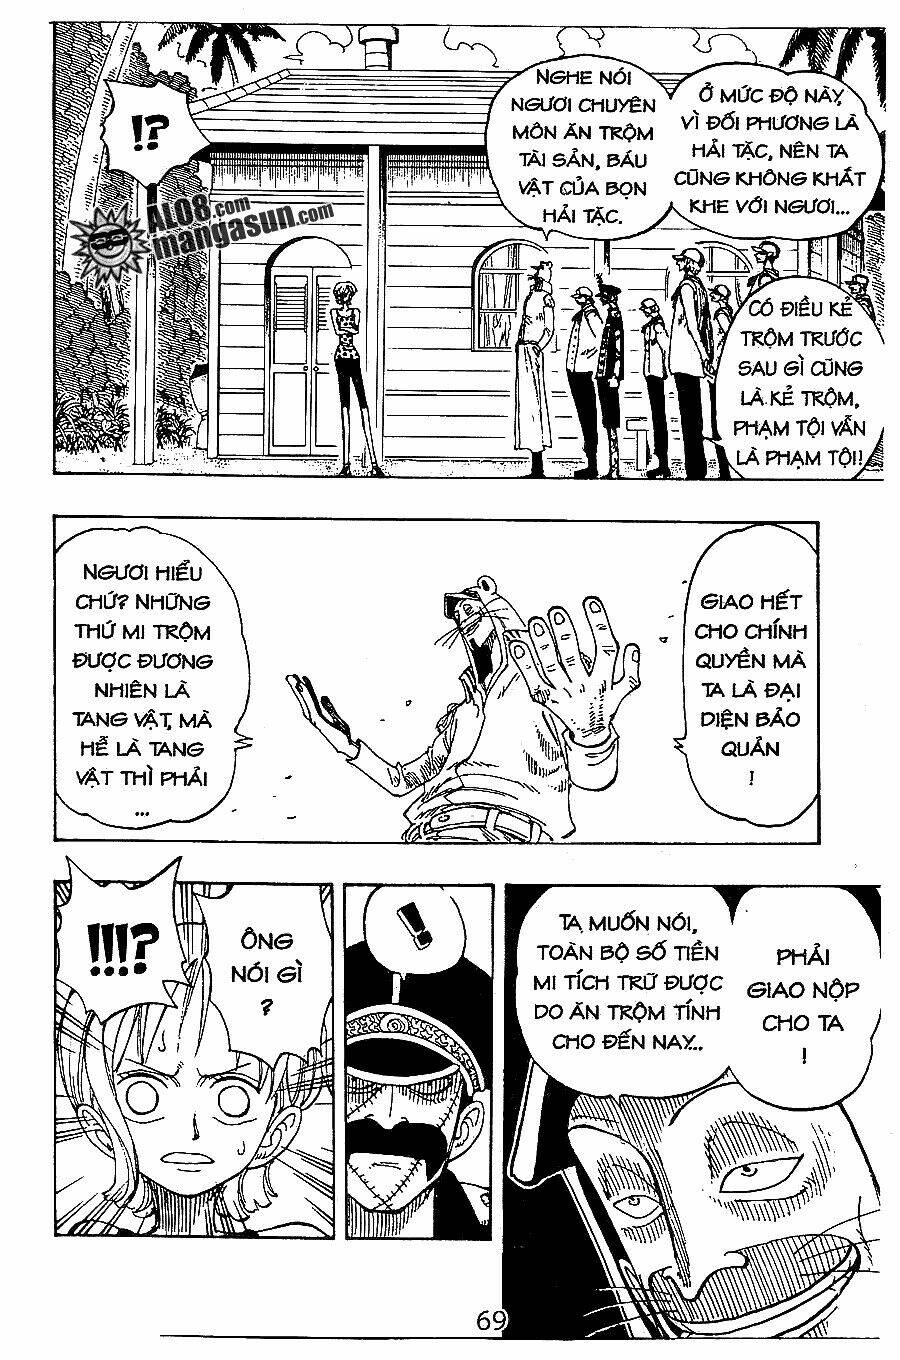 Ở MỨC ĐỘ NÀY,
VÌ ĐỐI PHƯƠNG LÀ
HẢI TẶC, NÊN TA
CŨNG KHÔNG KHẮT
KHE VỚI NGƯƠI...
NGHE NÓI
NGƯƠI CHUYÊN
MÔN ĂN TRỘM
TÀI SẢN, BÁU
VẬT CỦA BỌN
HẢI TẶC.
!?
AL08.com
mangasun.com
CÓ ĐIỀU KẺ
TRỘM TRƯỚC
SAU GÌ CŨNG
LÀ KẺ TRỘM,
PHẠM TỘI VẪN
LÀ PHẠM TỘI!
NGƯƠI HIỂU
CHỨ? NHỮNG
THỨ MI TRỘM
ĐƯỢC ĐƯƠNG
NHIÊN LÀ
TANG VẬT, MÀ
HỄ LÀ TANG
VẬT THÌ PHẢI
...
GIAO HẾT
CHO CHÍNH
QUYỀN MÀ
TA LÀ ĐẠI
DIỆN BẢO
QUẢN
!
TA MUỐN NÓI,
TOÀN BỘ SỐ TIỀN
MI TÍCH TRỮ ĐƯỢC
DO ĂN TRỘM TÍNH
CHO ĐẾN NAY...
PHẢI
GIAO NỘP
CHO TA
!
!
ÔNG
NÓI GÌ
?
!!!?
69